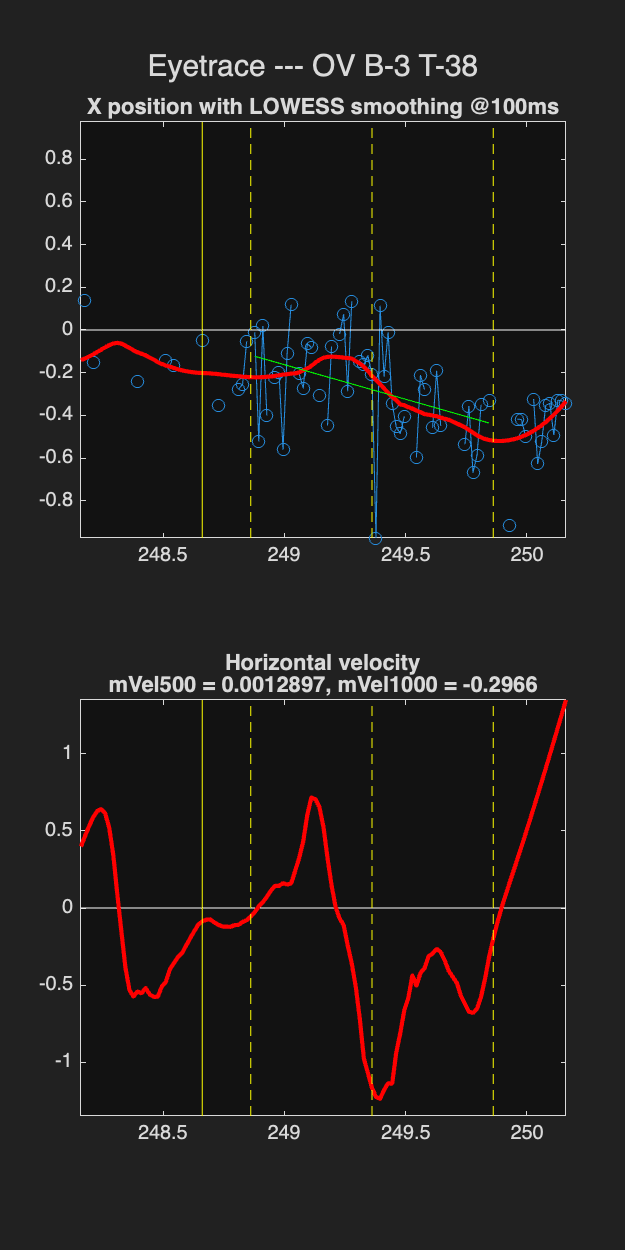 Eyetrace --- OV B-3 T-38
X position with LOWESS smoothing @100ms
0.8
0.6
0.4
0.2
0
-0.2
-0.4
-0.6
-0.8
248.5 249 249.5 250
Horizontal velocity
mVel500 = 0.0012897, mVel1000 = -0.2966
1
0.5
0
-0.5
-1
248.5 249 249.5 250